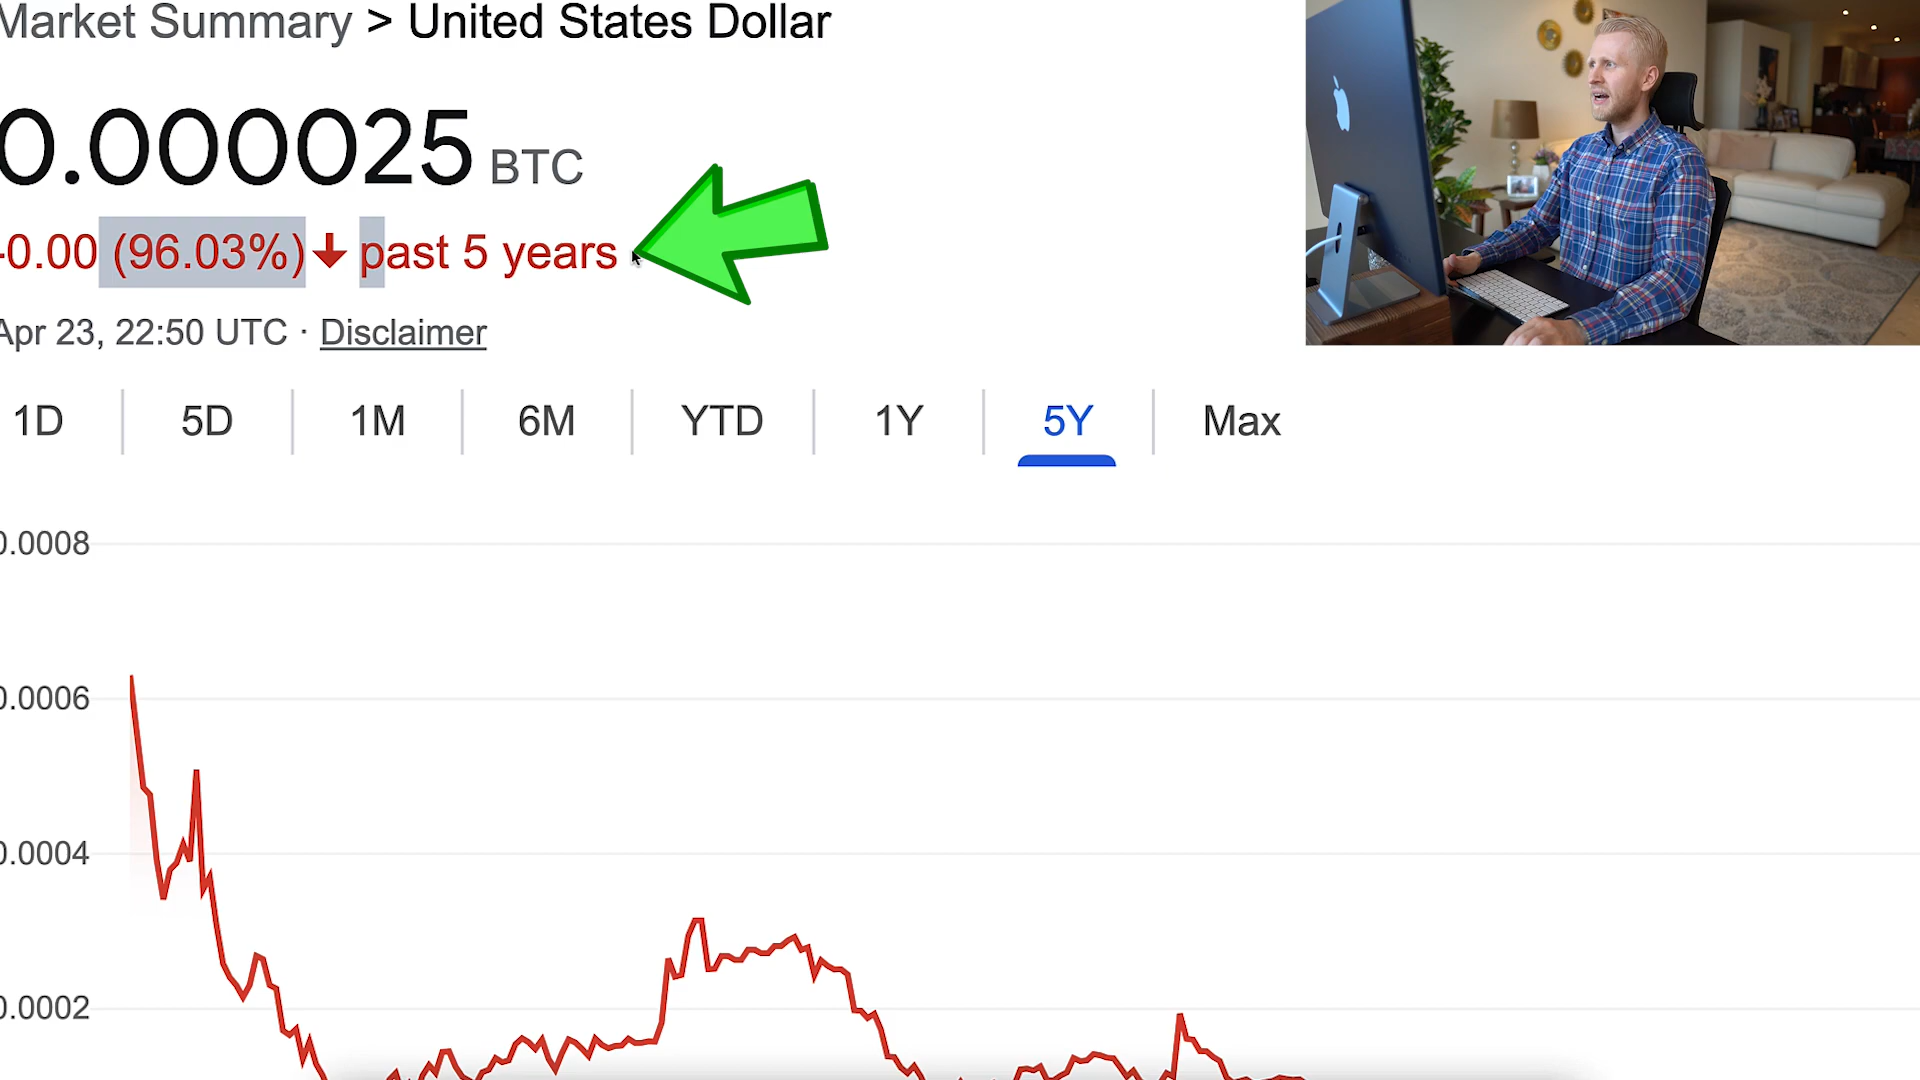 Market Summary > United States Dollar
0.000025 BTC
-0.00 (96.03%) ↓ past 5 years
Apr 23, 22:50 UTC · Disclaimer
1D 5D 1M 6M YTD 1Y 5Y Max
0.0008
0.0006
0.0004
0.0002